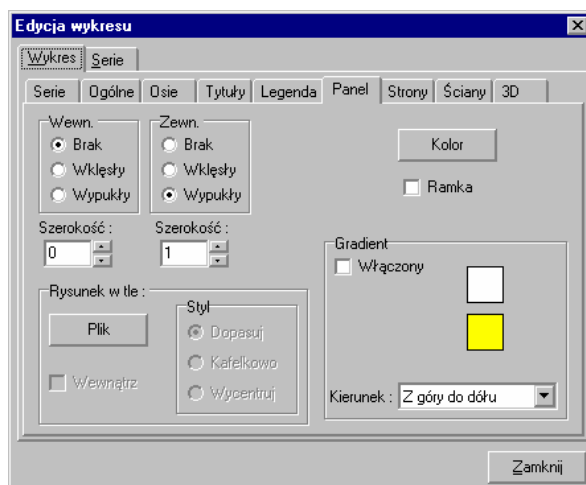 Edycja wykresu
Wykres Serie
Serie Ogólne Osie Tytuły Legenda Panel Strony Ściany 3D
Wewn. Zewn.
Brak Brak Kolor
Wklęsły Wklęsły Ramka
Wypukły Wypukły
Szerokość : Szerokość :
0 1
Gradient
Włączony
Rysunek w tle :
Styl
Plik Dopasuj
Kafelkowo
Wewnątrz Wycentruj
Kierunek : Z góry do dółu
Zamknij